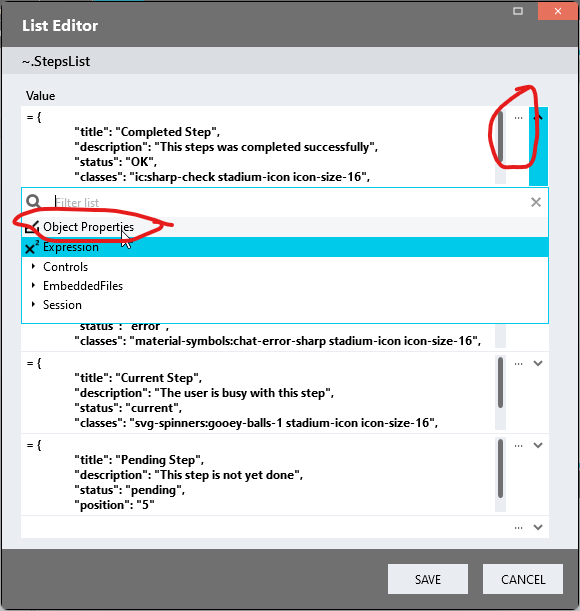 List Editor
~.StepsList
Value
= {
"title": "Completed Step",
"description": "This steps was completed successfully",
"status": "OK",
"classes": "ic:sharp-check stadium-icon icon-size-16",
...
Filter list
Object Properties
Expression
Controls
EmbeddedFiles
Session
"status": "error",
"classes": "material-symbols:chat-error-sharp stadium-icon icon-size-16",
= {
...
"title": "Current Step",
"description": "The user is busy with this step",
"status": "current",
"classes": "svg-spinners:gooey-balls-1 stadium-icon icon-size-16",
= {
...
"title": "Pending Step",
"description": "This step is not yet done",
"status": "pending",
"position": "5"
...
SAVE CANCEL